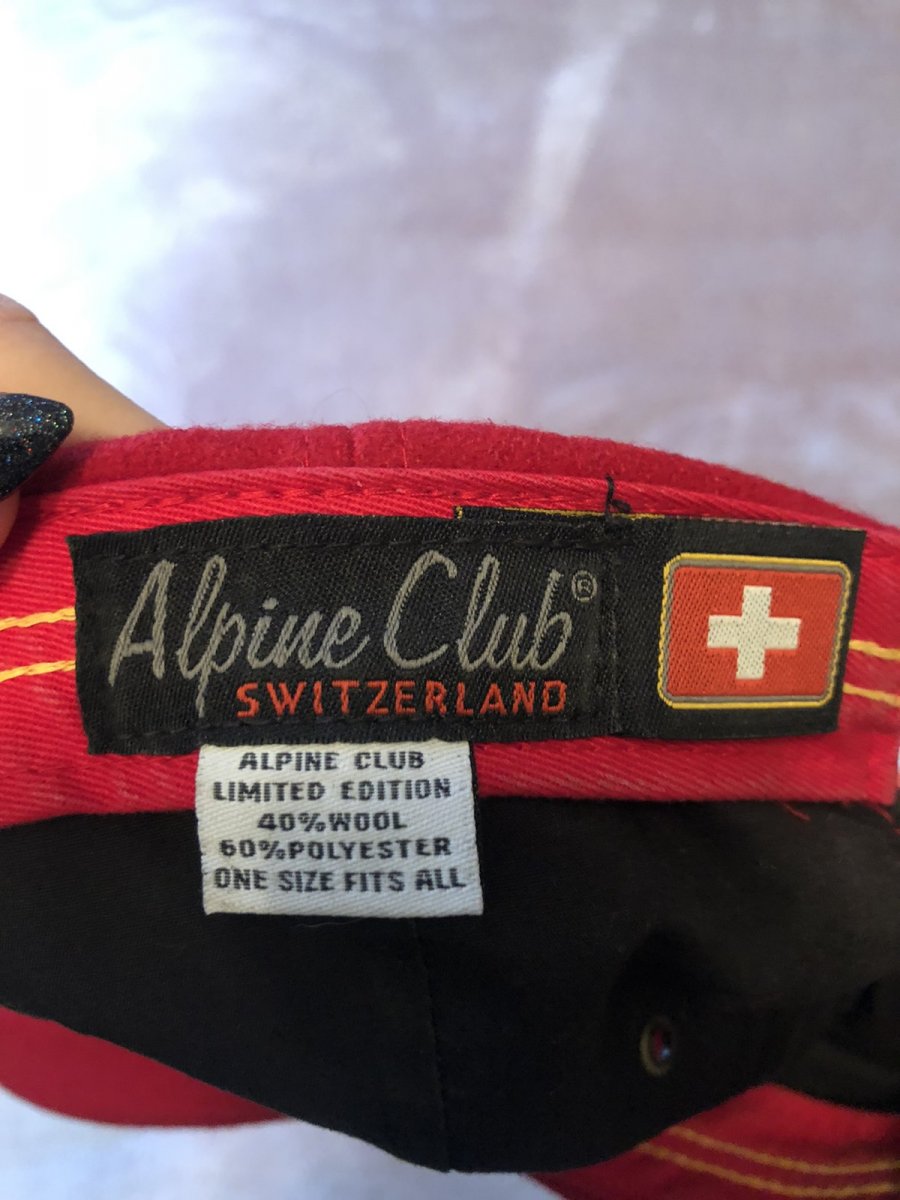 Alpine Club®
SWITZERLAND
ALPINE CLUB
LIMITED EDITION
40%WOOL
60%POLYESTER
ONE SIZE FITS ALL